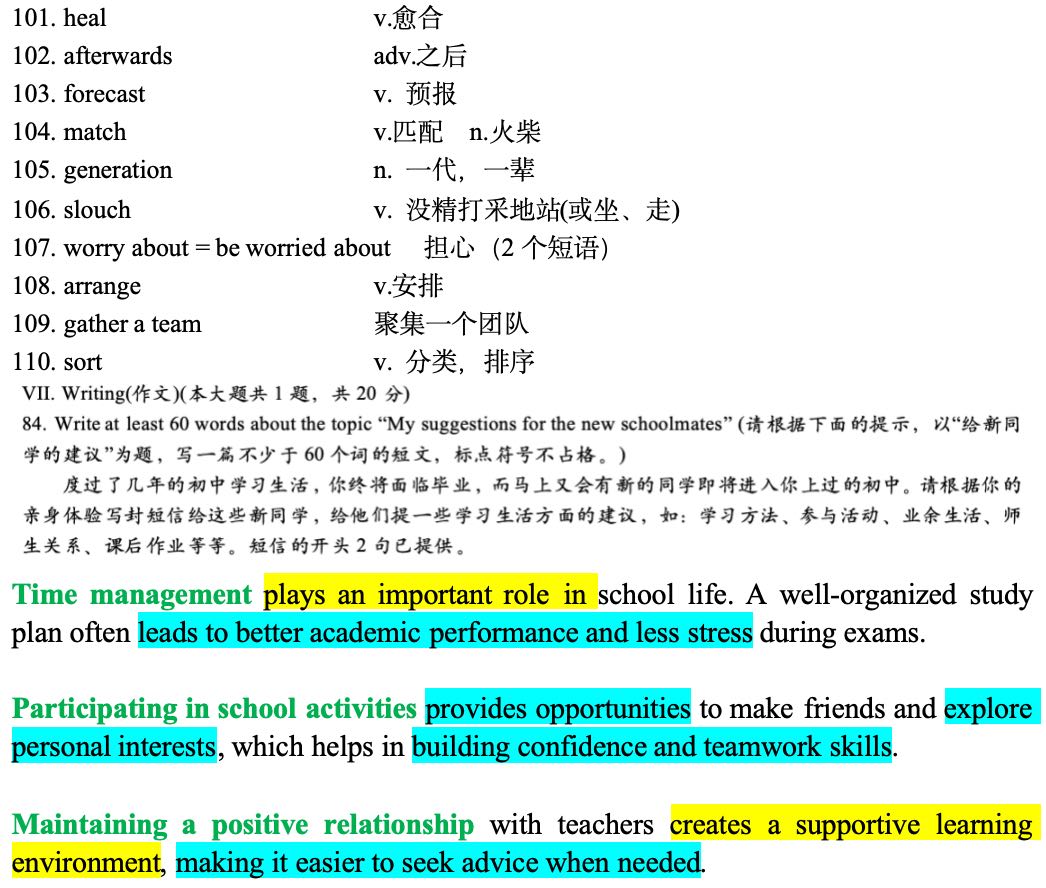 101. heal v.愈合
102. afterwards adv.之后
103. forecast v. 预报
104. match v.匹配 n.火柴
105. generation n. 一代，一辈
106. slouch v. 没精打采地站(或坐、走)
107. worry about = be worried about 担心（2 个短语）
108. arrange v.安排
109. gather a team 聚集一个团队
110. sort v. 分类，排序
VII. Writing(作文)(本大题共 1 题，共 20 分)
84. Write at least 60 words about the topic “My suggestions for the new schoolmates” (请根据下面的提示，以“给新同
学的建议”为题，写一篇不少于 60 个词的短文，标点符号不占格。)
度过了几年的初中学习生活，你终将面临毕业，而马上又会有新的同学即将进入你上过的初中。请根据你的
亲身体验写封短信给这些新同学，给他们提一些学习生活方面的建议，如：学习方法、参与活动、业余生活、师
生关系、课后作业等等。短信的开头 2 句已提供。
Time management plays an important role in school life. A well-organized study
plan often leads to better academic performance and less stress during exams.
Participating in school activities provides opportunities to make friends and explore
personal interests, which helps in building confidence and teamwork skills.
Maintaining a positive relationship with teachers creates a supportive learning
environment, making it easier to seek advice when needed.